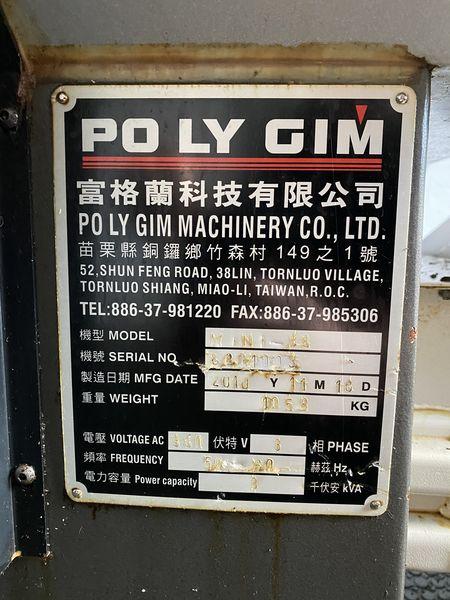 PO LY GIM
富格蘭科技有限公司
PO LY GIM MACHINERY CO., LTD.
苗栗縣銅鑼鄉竹森村149之1號
52,SHUN FENG ROAD, 38LIN, TORNLUO VILLAGE,
TORNLUO SHIANG, MIAO-LI, TAIWAN,R.O.C.
TEL:886-37-981220 FAX:886-37-985306
機型 MODEL MINI-88
機號 SERIAL NO
製造日期 MFG DATE Y 11 M D
重量 WEIGHT KG
電壓 VOLTAGE AC 伏特 V 3 相 PHASE
頻率 FREQUENCY 赫茲 Hz
電力容量 Power capacity 千伏安 kVA